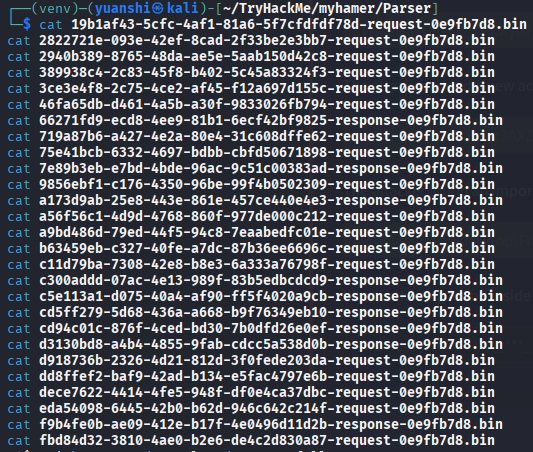 ┌──(venv)─(yuanshi㉿kali)-[~/TryHackMe/myhamer/Parser]
└─$ cat 19b1af43-5cfc-4af1-81a6-5f7cfdfdf78d-request-0e9fb7d8.bin
cat 2822721e-093e-42ef-8cad-2f33be2e3bb7-request-0e9fb7d8.bin
cat 2940b389-8765-48da-ae5e-5aab150d42c8-request-0e9fb7d8.bin
cat 389938c4-2c83-45f8-b402-5c45a83324f3-request-0e9fb7d8.bin
cat 3ce3e4f8-2c75-4ce2-af45-f12a697d155c-request-0e9fb7d8.bin
cat 46fa65db-d461-4a5b-a30f-9833026fb794-request-0e9fb7d8.bin
cat 66271fd9-ecd8-4ee9-81b1-6ecf42bf9825-response-0e9fb7d8.bin
cat 719a87b6-a427-4e2a-80e4-31c608dffe62-request-0e9fb7d8.bin
cat 75e41bcb-6332-4697-bdbb-cbfd50671898-request-0e9fb7d8.bin
cat 7e89b3eb-e7bd-4bde-96ac-9c51c00383ad-response-0e9fb7d8.bin
cat 9856ebf1-c176-4350-96be-99f4b0502309-request-0e9fb7d8.bin
cat a173d9ab-25e8-443e-861e-457ce440e4e3-response-0e9fb7d8.bin
cat a56f56c1-4d9d-4768-860f-977de000c212-request-0e9fb7d8.bin
cat a9bd486d-79ed-44f5-94c8-7eaabedfc01e-request-0e9fb7d8.bin
cat b63459eb-c327-40fe-a7dc-87b36ee6696c-request-0e9fb7d8.bin
cat c11d79ba-7308-42e8-b8e3-6a333a76798f-request-0e9fb7d8.bin
cat c300addd-07ac-4e13-989f-83b5edbcdcd9-response-0e9fb7d8.bin
cat c5e113a1-d075-40a4-af90-ff5f4020a9cb-response-0e9fb7d8.bin
cat cd5ff279-5d68-436a-a668-b9f76349eb10-response-0e9fb7d8.bin
cat cd94c01c-876f-4ced-bd30-7b0dfd26e0ef-response-0e9fb7d8.bin
cat d3130bd8-a4b4-4855-9fab-cdcc5a538d0b-response-0e9fb7d8.bin
cat d918736b-2326-4d21-812d-3f0fede203da-request-0e9fb7d8.bin
cat dd8ffef2-baf9-42ad-b134-e5fac4797e6b-request-0e9fb7d8.bin
cat dece7622-4414-4fe5-948f-df0e4ca37dbc-request-0e9fb7d8.bin
cat eda54098-6445-42b0-b62d-946c642c214f-request-0e9fb7d8.bin
cat f9b4fe0b-ae09-412e-b17f-4e0496d11d2b-response-0e9fb7d8.bin
cat fbd84d32-3810-4ae0-b2e6-de4c2d830a87-request-0e9fb7d8.bin